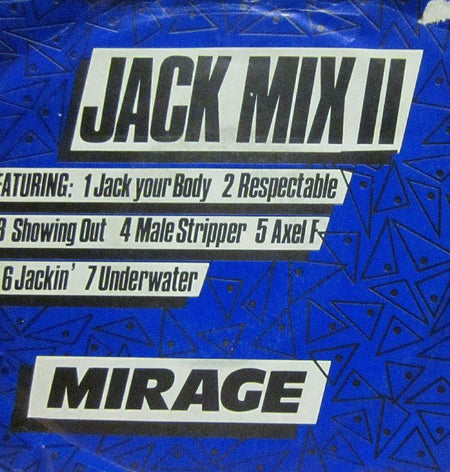 JACK MIX II
EATURING: 1 Jack your Body 2 Respectable
3 Showing Out 4 Male Stripper 5 Axel F
6 Jackin' 7 Underwater
MIRAGE